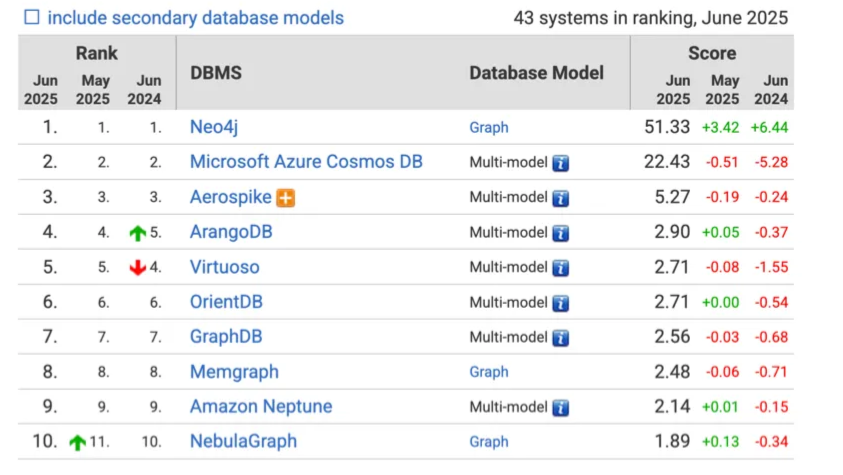 include secondary database models 43 systems in ranking, June 2025
Rank DBMS Database Model Score
Jun 2025 May 2025 Jun 2024 Jun 2025 May 2025 Jun 2024
1. 1. 1. Neo4j Graph 51.33 +3.42 +6.44
2. 2. 2. Microsoft Azure Cosmos DB Multi-model 22.43 -0.51 -5.28
3. 3. 3. Aerospike Multi-model 5.27 -0.19 -0.24
4. 4. 5. ArangoDB Multi-model 2.90 +0.05 -0.37
5. 5. 4. Virtuoso Multi-model 2.71 -0.08 -1.55
6. 6. 6. OrientDB Multi-model 2.71 +0.00 -0.54
7. 7. 7. GraphDB Multi-model 2.56 -0.03 -0.68
8. 8. 8. Memgraph Graph 2.48 -0.06 -0.71
9. 9. 9. Amazon Neptune Multi-model 2.14 +0.01 -0.15
10. 11. 10. NebulaGraph Graph 1.89 +0.13 -0.34